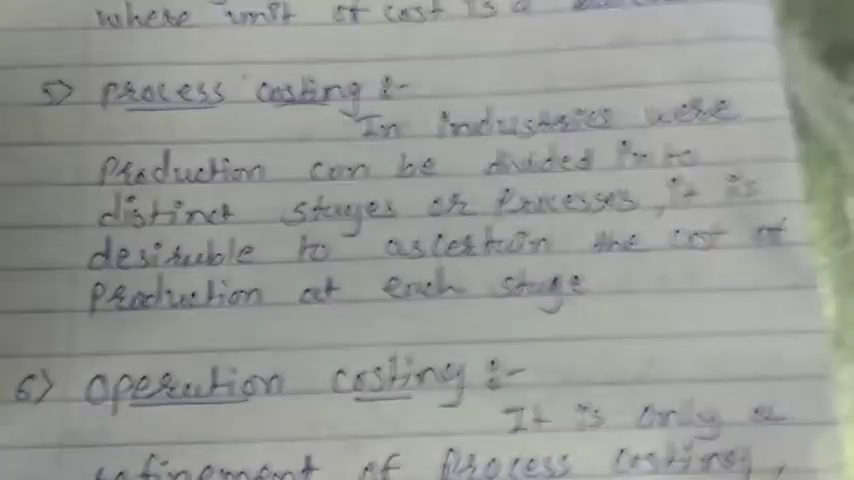 where unit of cost is a
5) process costing :-
In industries were
production can be divided into
distinct stages or processes, it is
desirable to ascertain the cost of
production at each stage
6) operation costing :-
It is only a
refinement of process costing,